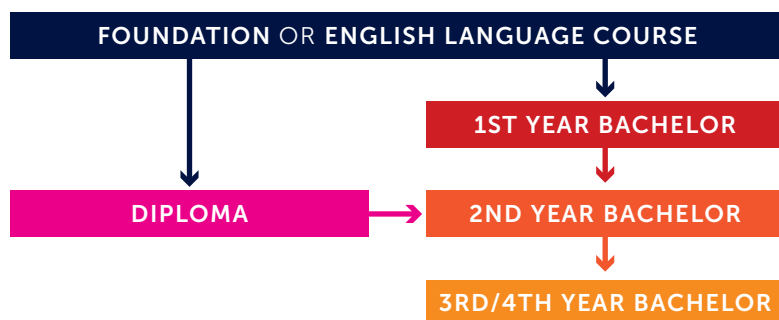 FOUNDATION OR ENGLISH LANGUAGE COURSE
1ST YEAR BACHELOR
DIPLOMA
2ND YEAR BACHELOR
3RD/4TH YEAR BACHELOR